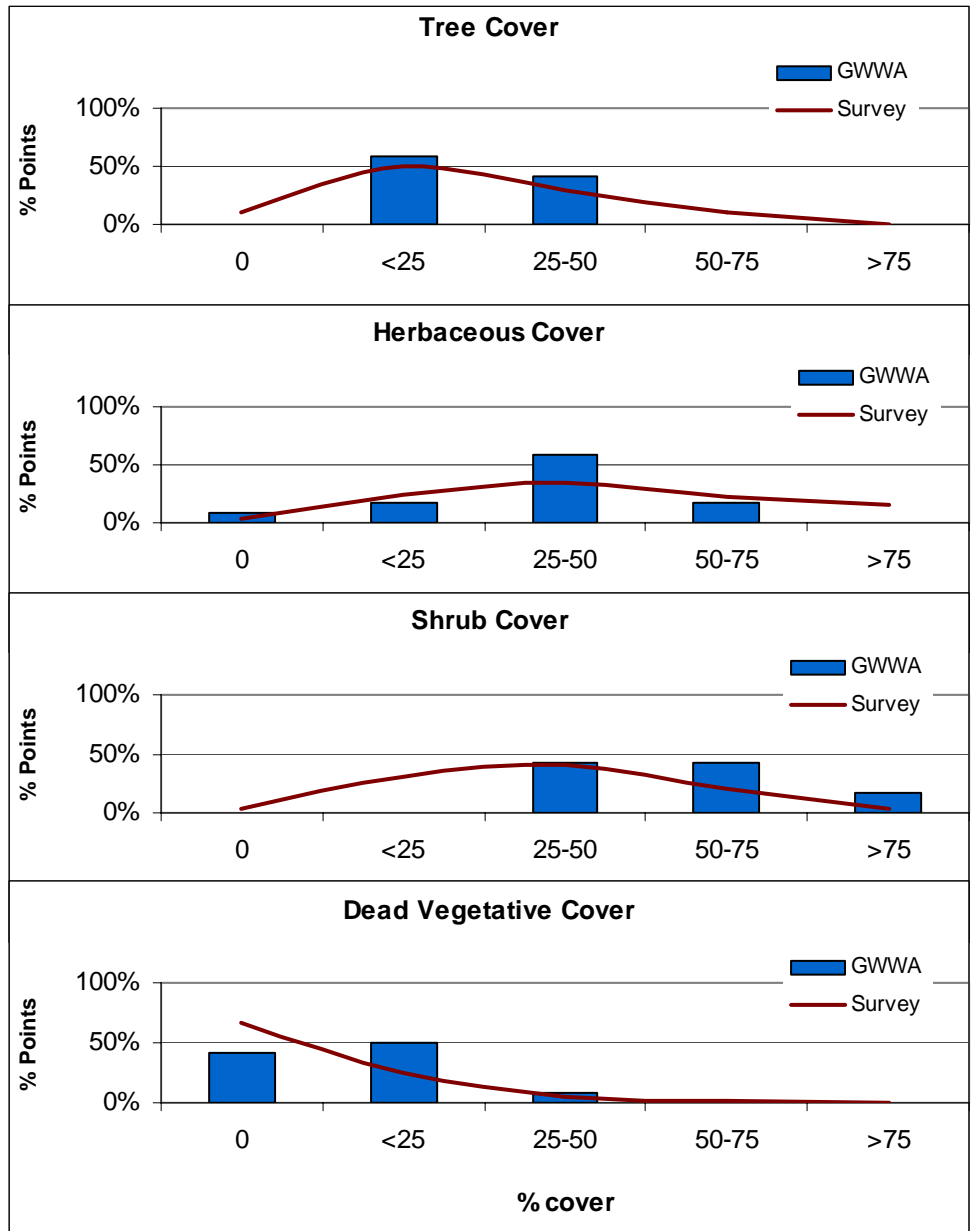 Tree Cover
GWWA
Survey
% Points
100%
50%
0%
0 <25 25-50 50-75 >75
Herbaceous Cover
GWWA
Survey
% Points
100%
50%
0%
0 <25 25-50 50-75 >75
Shrub Cover
GWWA
Survey
% Points
100%
50%
0%
0 <25 25-50 50-75 >75
Dead Vegetative Cover
GWWA
Survey
% Points
100%
50%
0%
0 <25 25-50 50-75 >75
% cover